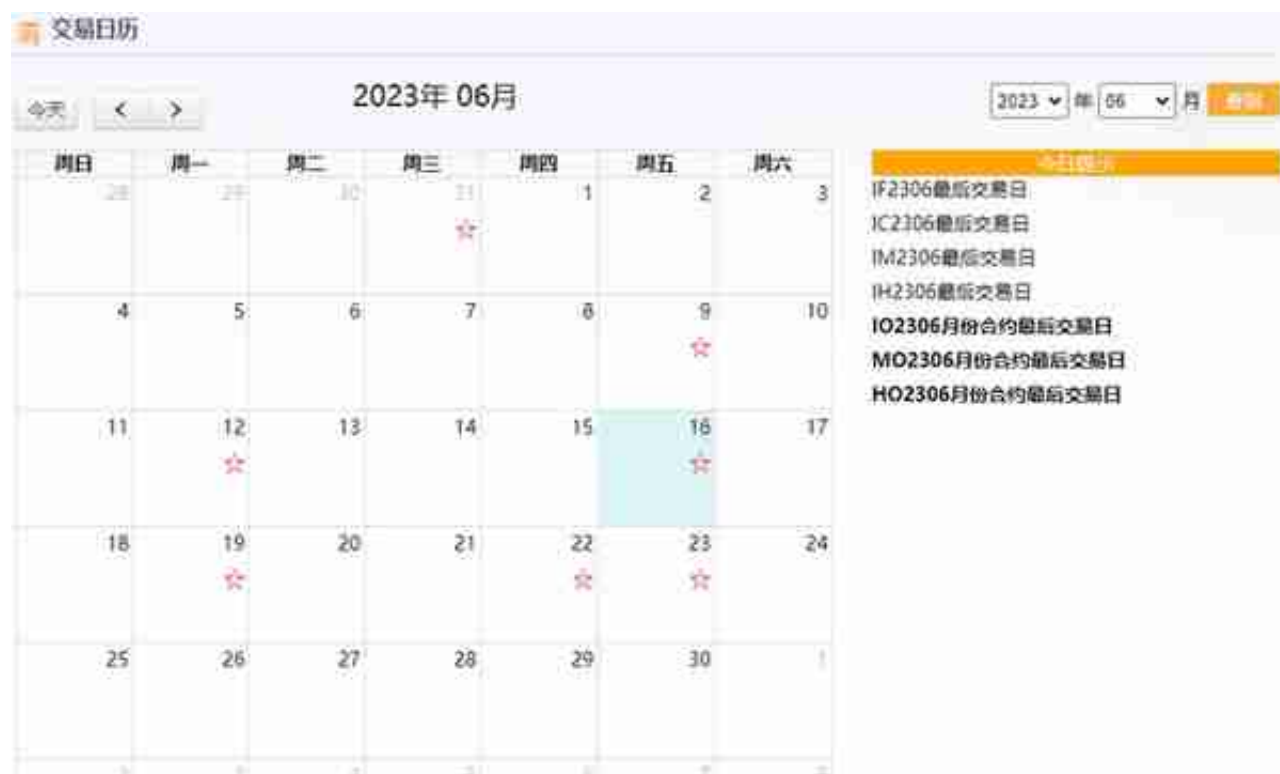 交易日历
今天 < > 2023年 06月 2023 年 06 月
周日 周一 周二 周三 周四 周五 周六
28 29 30 31 1 2 3
4 5 6 7 8 9 10
11 12 13 14 15 16 17
18 19 20 21 22 23 24
25 26 27 28 29 30 1
今日提示
IF2306最后交易日
IC2306最后交易日
IM2306最后交易日
IH2306最后交易日
IO2306月份合约最后交易日
MO2306月份合约最后交易日
HO2306月份合约最后交易日